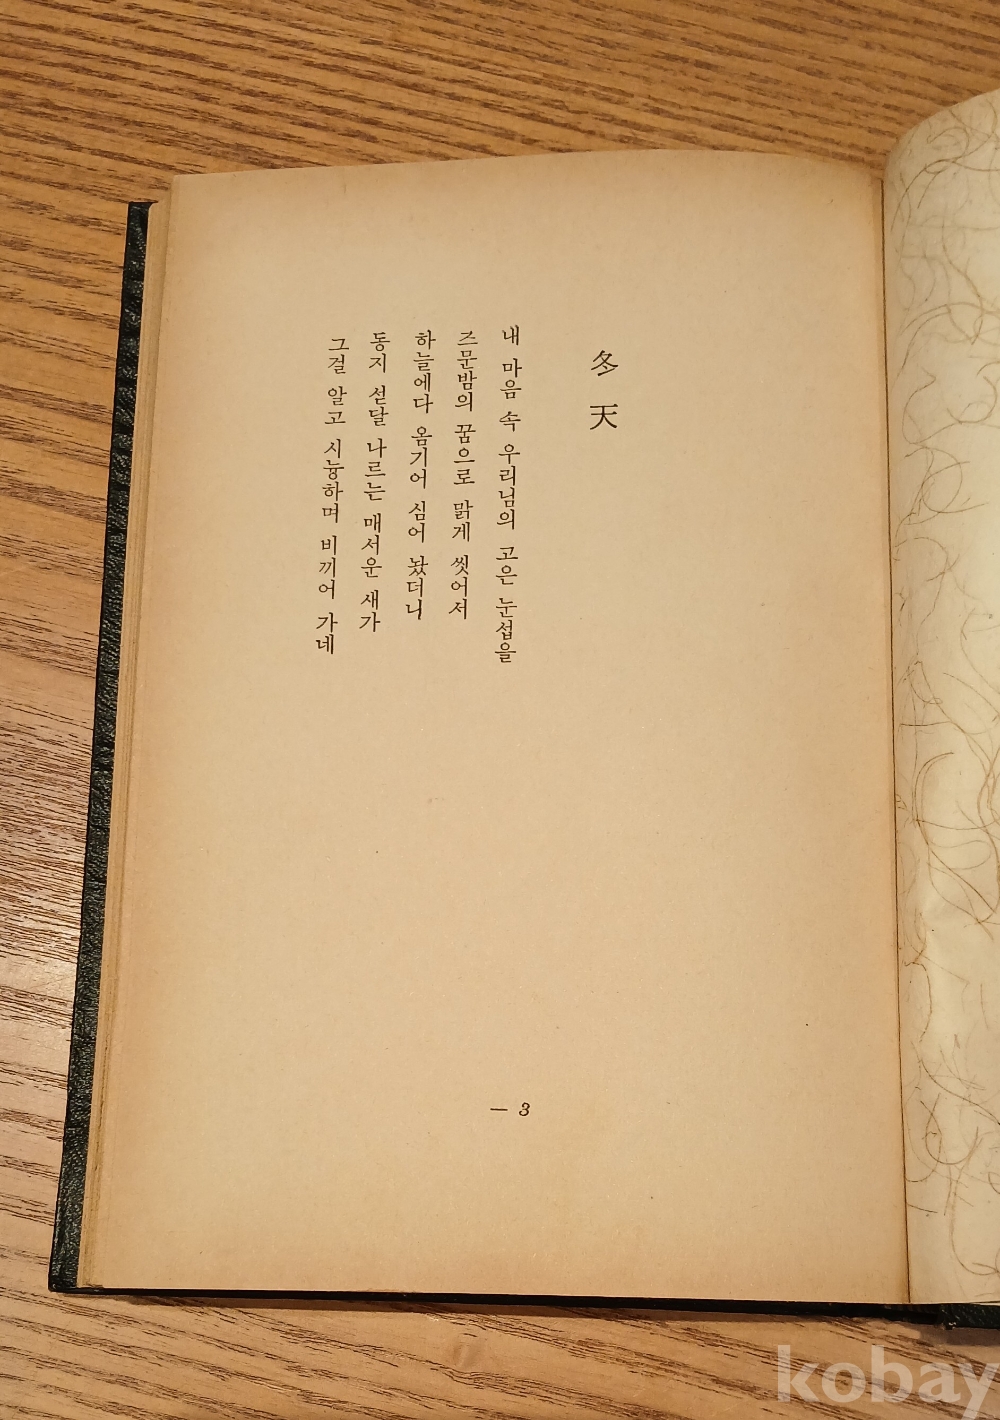 冬天
내 마음 속 우리님의 고은 눈섭을
즈문밤의 꿈으로 맑게 씻어서
하늘에다 옴기어 심어 놨더니
동지 섣달 나르는 매서운 새가
그걸 알고 시늉하며 비끼어 가네
— 3
kobay